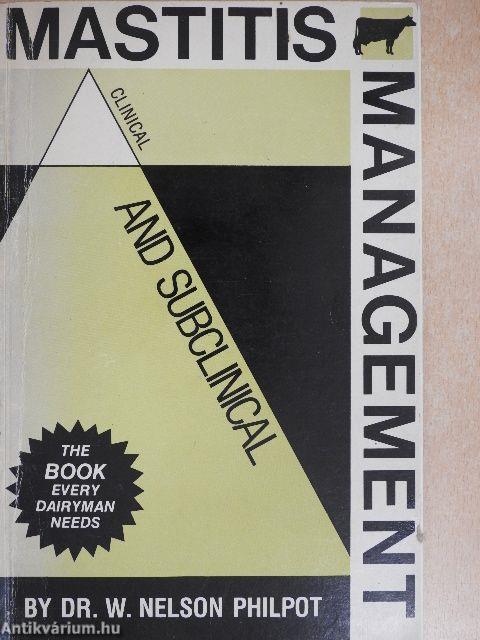 MASTITIS
MANAGEMENT
CLINICAL
AND SUBCLINICAL
THE
BOOK
EVERY
DAIRYMAN
NEEDS
BY DR. W. NELSON PHILPOT
Antikvárium.hu